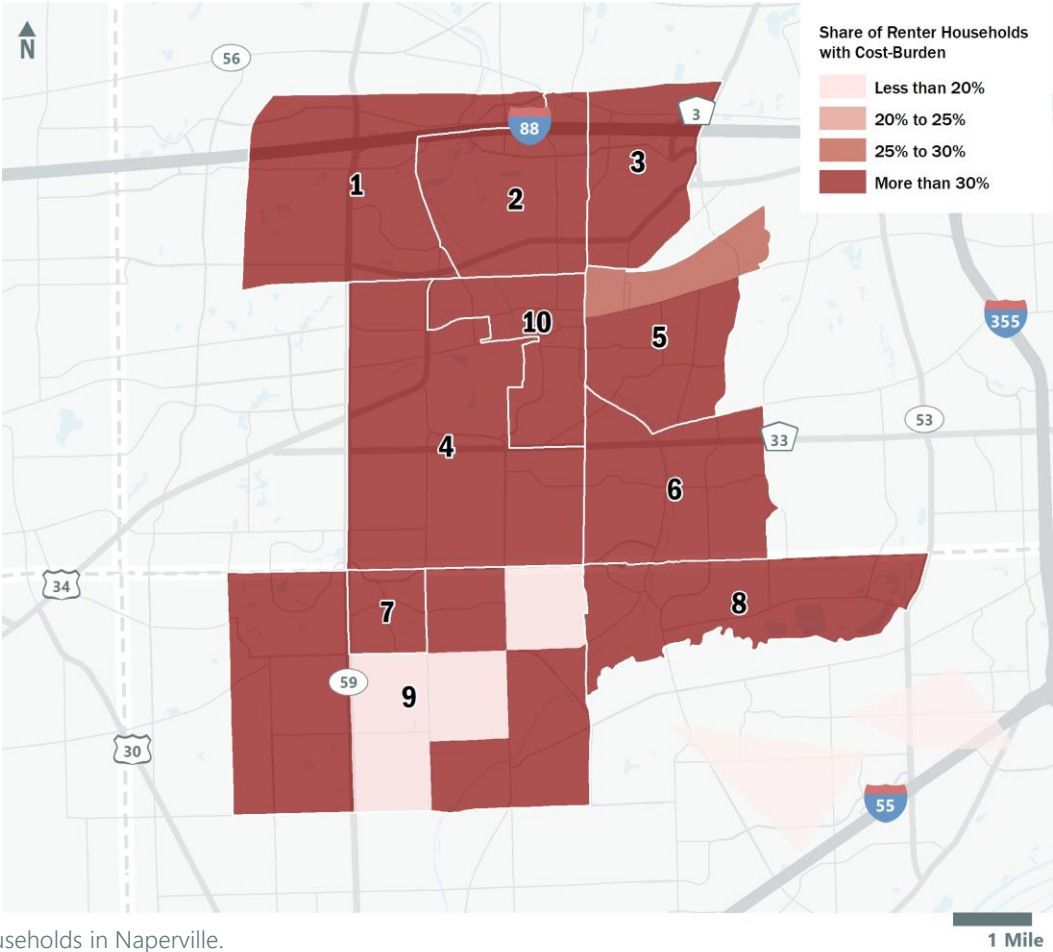 N
56
Share of Renter Households
with Cost-Burden
Less than 20%
20% to 25%
25% to 30%
More than 30%
88
3
1
2
3
10
5
355
4
53
33
6
34
7
8
59
9
30
55
useholds in Naperville.
1 Mile